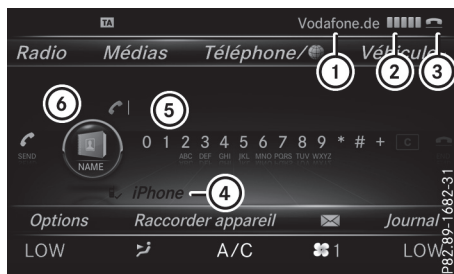 TA Vodafone.de
Radio Médias Téléphone/ Véhicule
1 2 3
6 5
SEND NAME 0 1 2 3 4 5 6 7 8 9 * # + C
ABC DEF GHI JKL MNO PQRS TUV WXYZ
iPhone 4
Options Raccorder appareil Journal
LOW A/C 1 LOW
P82.89-1682-31